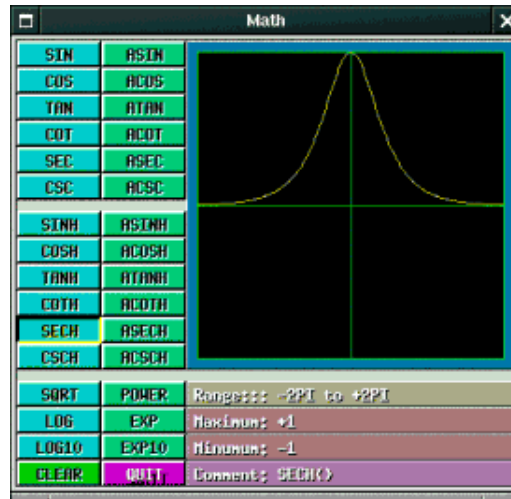 Math
SIN ASIN
COS ACOS
TAN ATAN
COT ACOT
SEC ASEC
CSC ACSC
SINH ASINH
COSH ACOSH
TANH ATANH
COTH ACOTH
SECH ASECH
CSCH ACSCH
SQRT POWER Range::: -2PI to +2PI
LOG EXP Maximum: +1
LOG10 EXP10 Minumum: -1
CLEAR QUIT Comment: SECH()